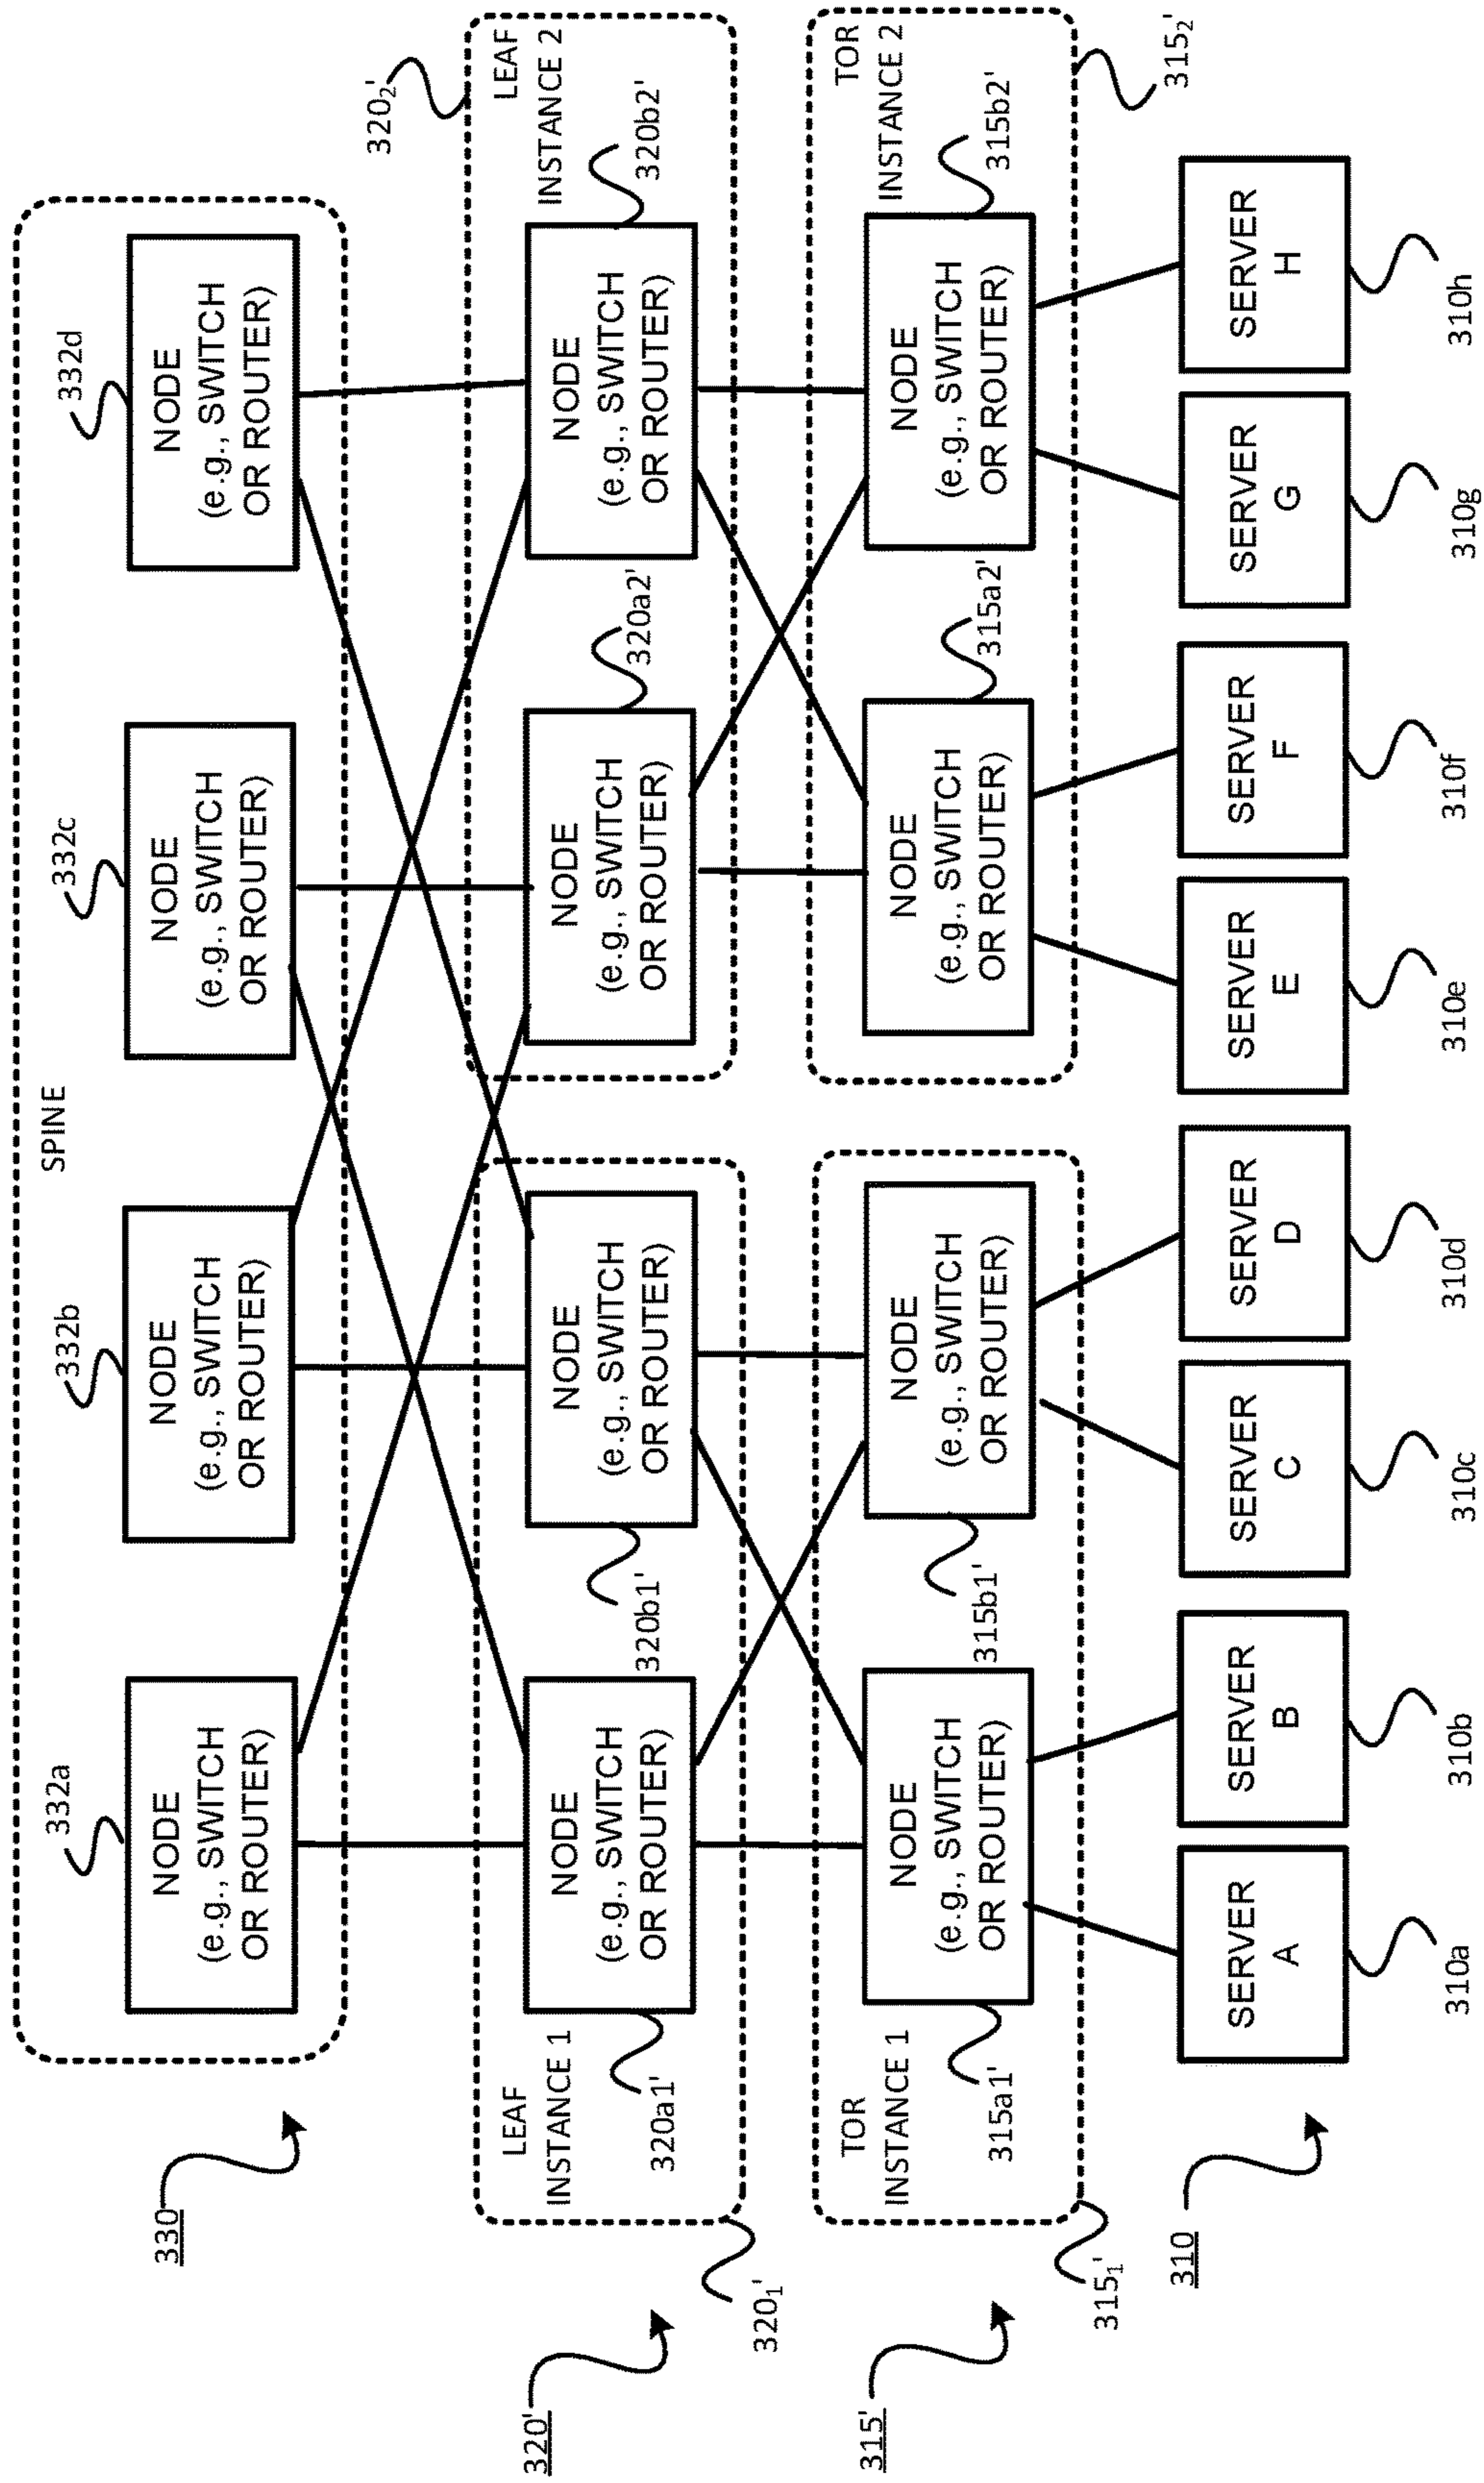 SPINE
330
332a
332b
332c
332d
NODE
(e.g., SWITCH
OR ROUTER)
NODE
(e.g., SWITCH
OR ROUTER)
NODE
(e.g., SWITCH
OR ROUTER)
NODE
(e.g., SWITCH
OR ROUTER)
320'
320₁'
320₂'
LEAF
INSTANCE 1
LEAF
INSTANCE 2
NODE
(e.g., SWITCH
OR ROUTER)
NODE
(e.g., SWITCH
OR ROUTER)
NODE
(e.g., SWITCH
OR ROUTER)
NODE
(e.g., SWITCH
OR ROUTER)
320a1'
320b1'
320a2'
320b2'
315'
315₁'
315₂'
TOR
INSTANCE 1
TOR
INSTANCE 2
NODE
(e.g., SWITCH
OR ROUTER)
NODE
(e.g., SWITCH
OR ROUTER)
NODE
(e.g., SWITCH
OR ROUTER)
NODE
(e.g., SWITCH
OR ROUTER)
315a1'
315b1'
315a2'
315b2'
310
SERVER
A
SERVER
B
SERVER
C
SERVER
D
SERVER
E
SERVER
F
SERVER
G
SERVER
H
310a
310b
310c
310d
310e
310f
310g
310h